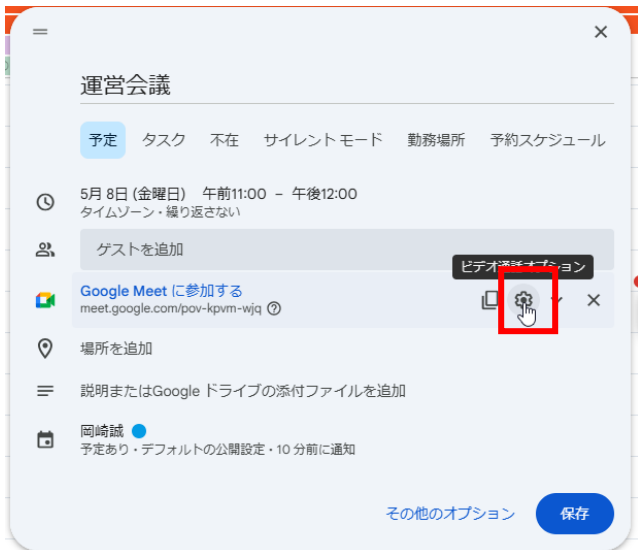 運営会議
予定 タスク 不在 サイレント モード 勤務場所 予約スケジュール
5月 8日 (金曜日) 午前11:00 – 午後12:00
タイムゾーン・繰り返さない
ゲストを追加
ビデオ通話オプション
Google Meet に参加する
meet.google.com/pov-kpvm-wjq
場所を追加
説明またはGoogle ドライブの添付ファイルを追加
岡崎誠
予定あり・デフォルトの公開設定・10 分前に通知
その他のオプション 保存